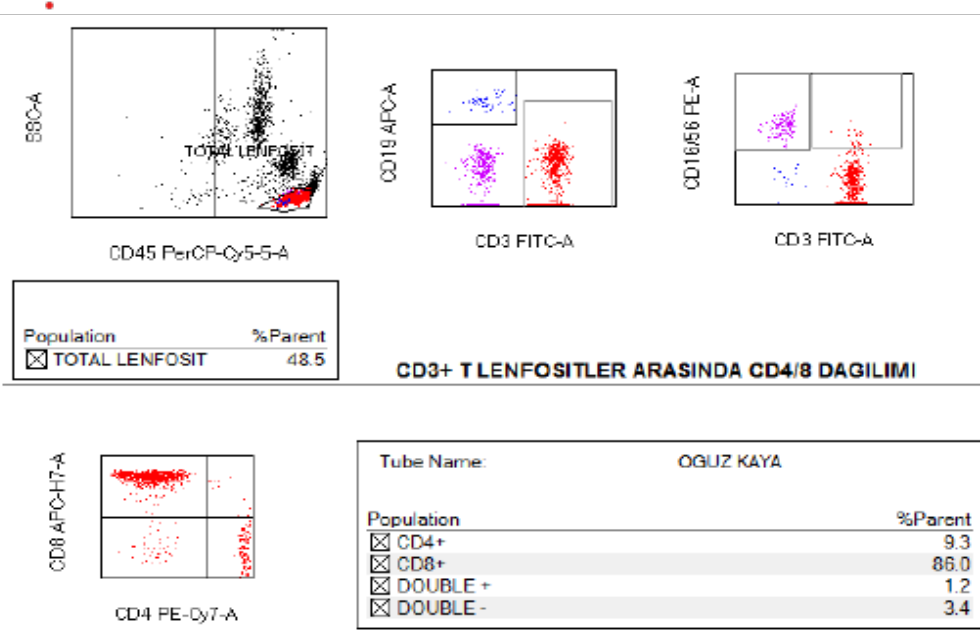 SSC-A
TOTAL LENFOSIT
CD45 PerCP-Cy5-5-A
CD19 APC-A
CD3 FITC-A
CD16/56 PE-A
CD3 FITC-A
Population %Parent
TOTAL LENFOSIT 48.5
CD3+ T LENFOSITLER ARASINDA CD4/8 DAGILIMI
CD8 APC-H7-A
CD4 PE-Cy7-A
Tube Name: OGUZ KAYA
Population %Parent
CD4+ 9.3
CD8+ 86.0
DOUBLE + 1.2
DOUBLE - 3.4